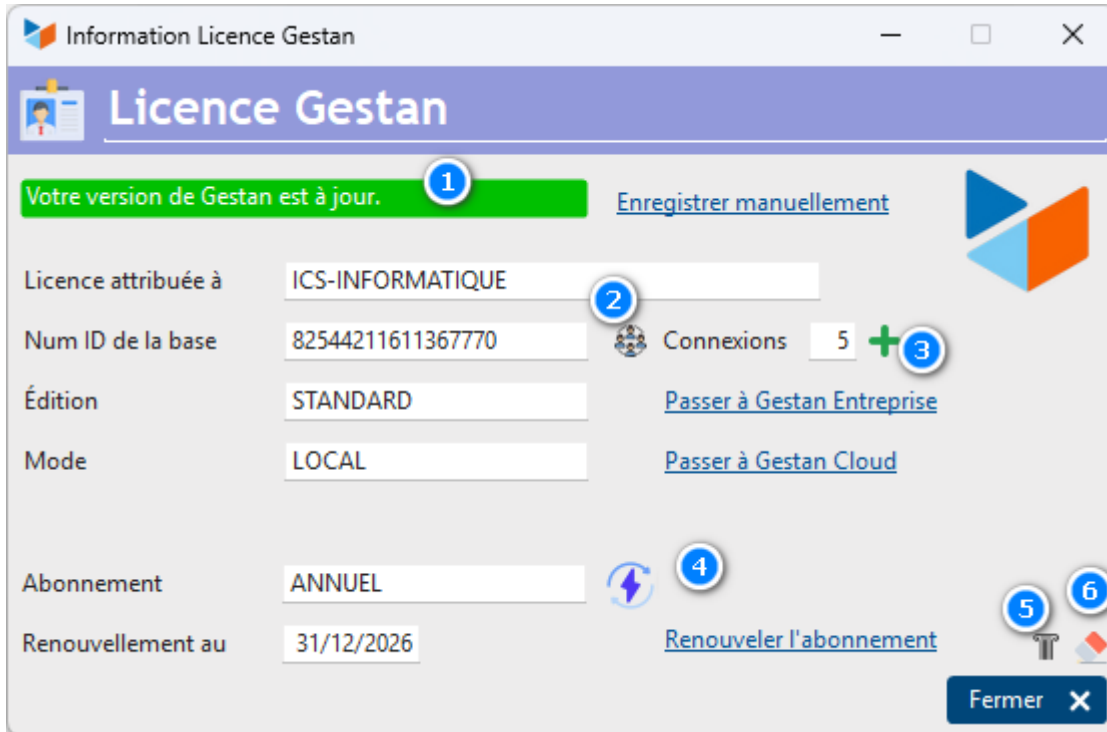 Information Licence Gestan
Licence Gestan
Votre version de Gestan est à jour. 1 Enregistrer manuellement
Licence attribuée à ICS-INFORMATIQUE
2
Num ID de la base 82544211611367770 Connexions 5 3
Édition STANDARD Passer à Gestan Entreprise
Mode LOCAL Passer à Gestan Cloud
Abonnement ANNUEL 4
5 6
Renouvellement au 31/12/2026 Renouveler l'abonnement
Fermer